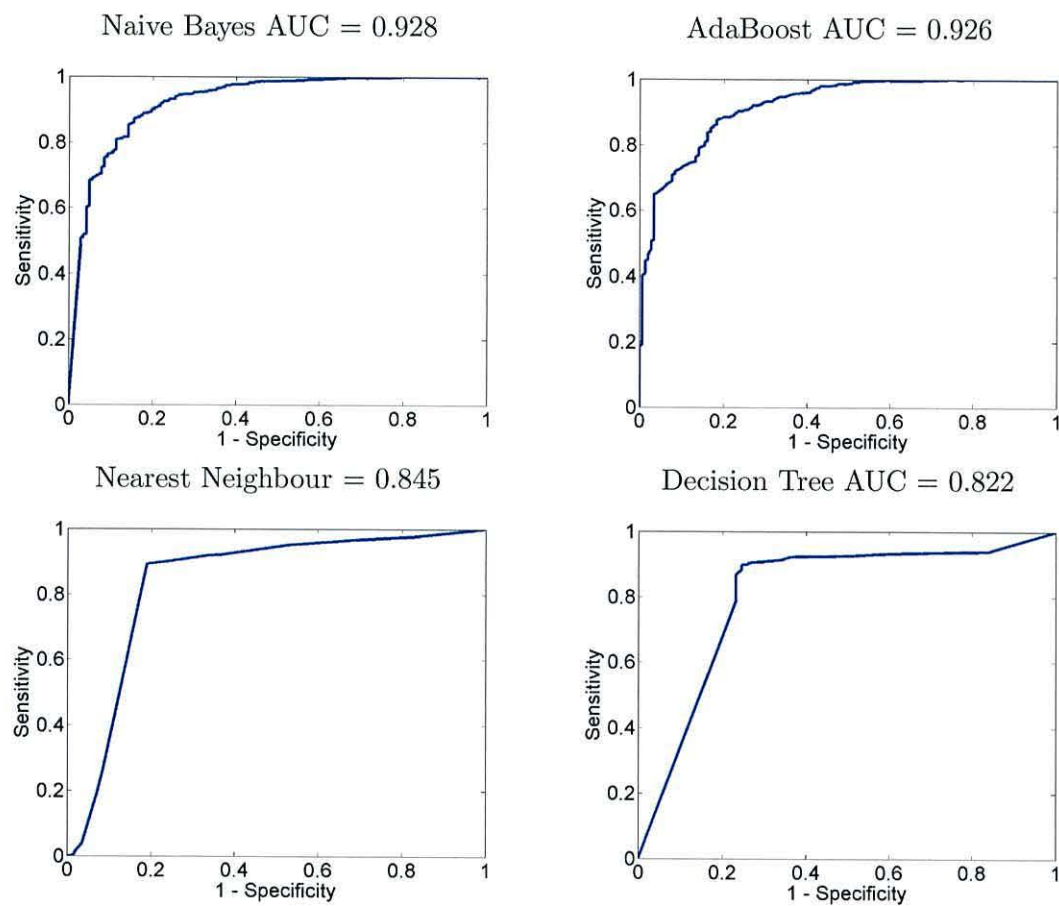 Naive Bayes AUC = 0.928
1
0.8
0.6
0.4
0.2
0
Sensitivity
0 0.2 0.4 0.6 0.8 1
1 - Specificity
AdaBoost AUC = 0.926
1
0.8
0.6
0.4
0.2
0
Sensitivity
0 0.2 0.4 0.6 0.8 1
1 - Specificity
Nearest Neighbour = 0.845
1
0.8
0.6
0.4
0.2
0
Sensitivity
0 0.2 0.4 0.6 0.8 1
1 - Specificity
Decision Tree AUC = 0.822
1
0.8
0.6
0.4
0.2
0
Sensitivity
0 0.2 0.4 0.6 0.8 1
1 - Specificity